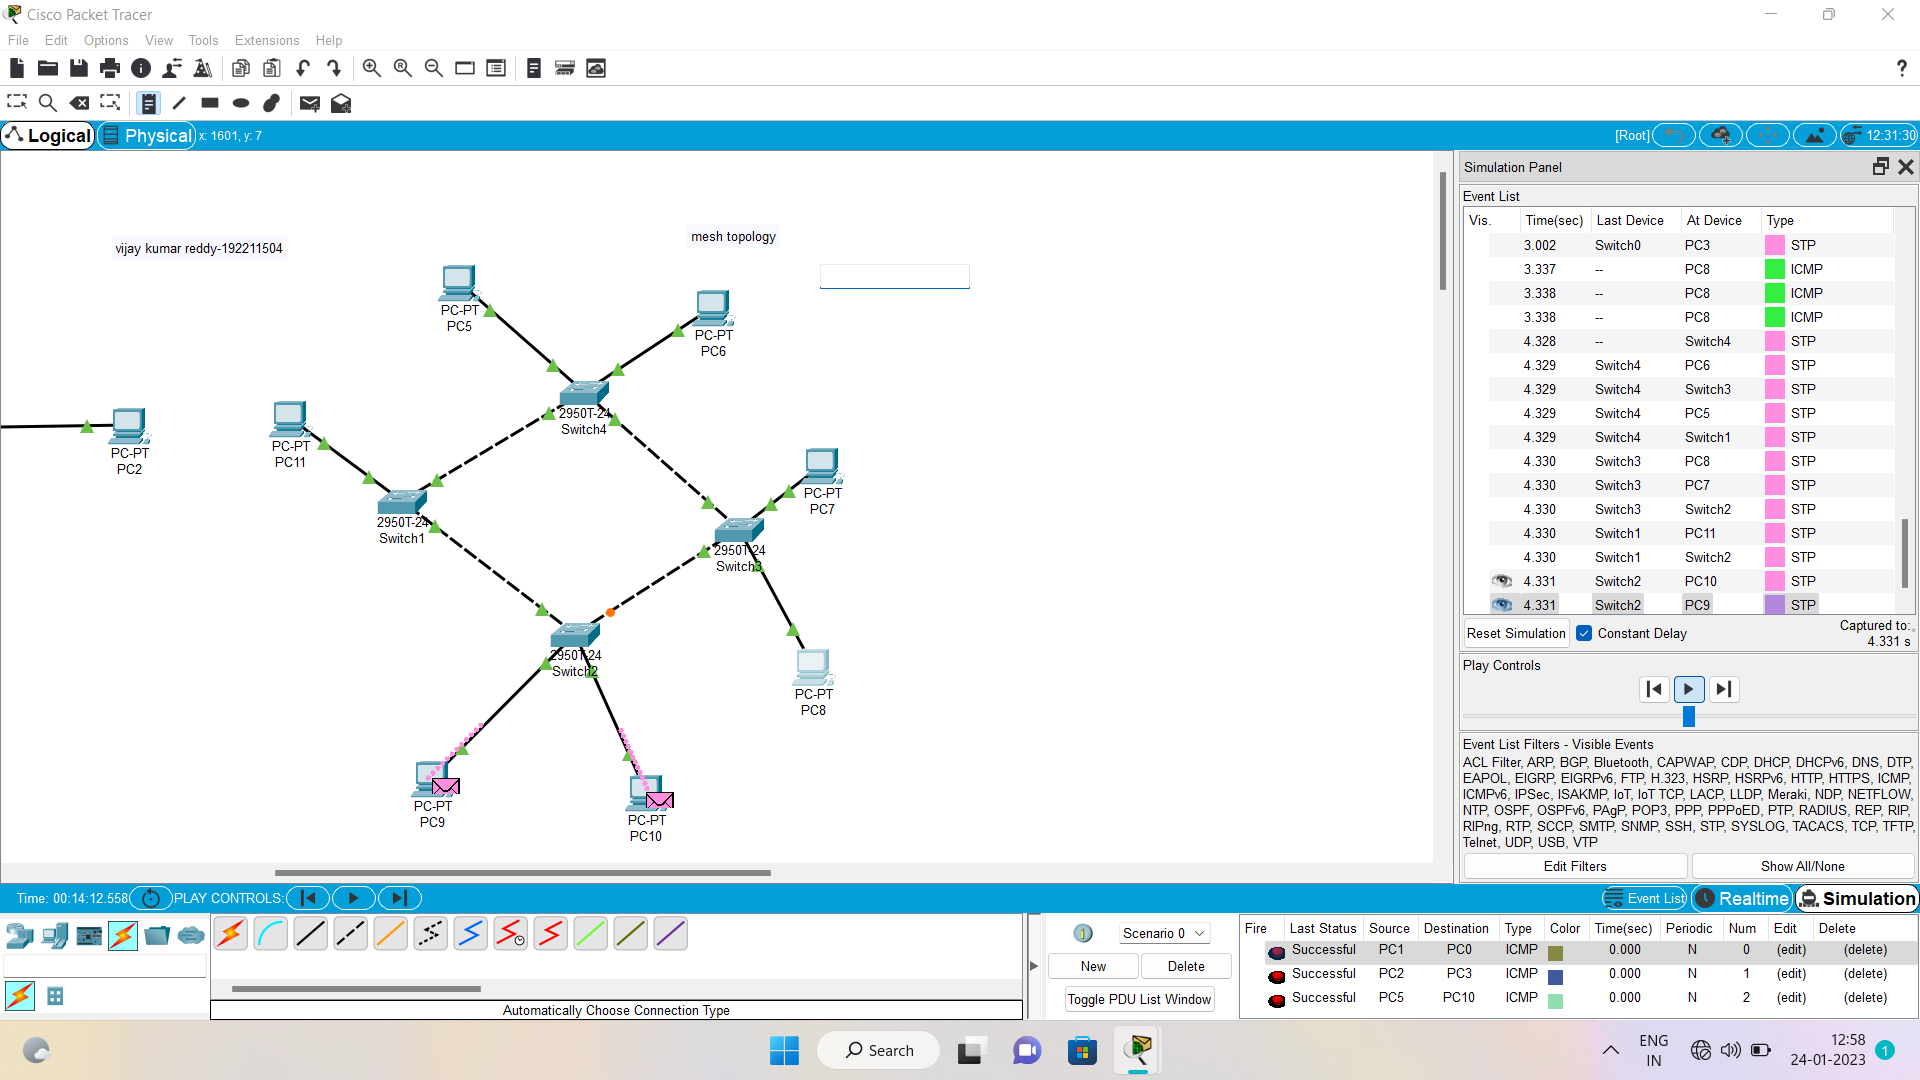 Cisco Packet Tracer
File Edit Options View Tools Extensions Help
?
Logical Physical x: 1601, y: 7 [Root] 12:31:30
vijay kumar reddy-192211504
mesh topology
PC-PT
PC5
PC-PT
PC6
2950T-24
Switch4
PC-PT
PC2
PC-PT
PC11
2950T-24
Switch1
PC-PT
PC7
2950T-24
Switch3
2950T-24
Switch2
PC-PT
PC8
PC-PT
PC9
PC-PT
PC10
Simulation Panel
Event List
Vis. Time(sec) Last Device At Device Type
3.002 Switch0 PC3 STP
3.337 -- PC8 ICMP
3.338 -- PC8 ICMP
3.338 -- PC8 ICMP
4.328 -- Switch4 STP
4.329 Switch4 PC6 STP
4.329 Switch4 Switch3 STP
4.329 Switch4 PC5 STP
4.329 Switch4 Switch1 STP
4.330 Switch3 PC8 STP
4.330 Switch3 PC7 STP
4.330 Switch3 Switch2 STP
4.330 Switch1 PC11 STP
4.330 Switch1 Switch2 STP
4.331 Switch2 PC10 STP
4.331 Switch2 PC9 STP
Reset Simulation Constant Delay Captured to:
4.331 s
Play Controls
Event List Filters - Visible Events
ACL Filter, ARP, BGP, Bluetooth, CAPWAP, CDP, DHCP, DHCPv6, DNS, DTP,
EAPOL, EIGRP, EIGRPv6, FTP, H.323, HSRP, HSRPv6, HTTP, HTTPS, ICMP,
ICMPv6, IPSec, ISAKMP, IoT, IoT TCP, LACP, LLDP, Meraki, NDP, NETFLOW,
NTP, OSPF, OSPFv6, PAgP, POP3, PPP, PPPoED, PTP, RADIUS, REP, RIP,
RIPng, RTP, SCCP, SMTP, SNMP, SSH, STP, SYSLOG, TACACS, TCP, TFTP,
Telnet, UDP, USB, VTP
Edit Filters Show All/None
Time: 00:14:12.558 PLAY CONTROLS: Event List Realtime Simulation
Automatically Choose Connection Type
Scenario 0
New Delete
Toggle PDU List Window
Fire Last Status Source Destination Type Color Time(sec) Periodic Num Edit Delete
Successful PC1 PC0 ICMP 0.000 N 0 (edit) (delete)
Successful PC2 PC3 ICMP 0.000 N 1 (edit) (delete)
Successful PC5 PC10 ICMP 0.000 N 2 (edit) (delete)
Search
ENG
IN
12:58
24-01-2023
1